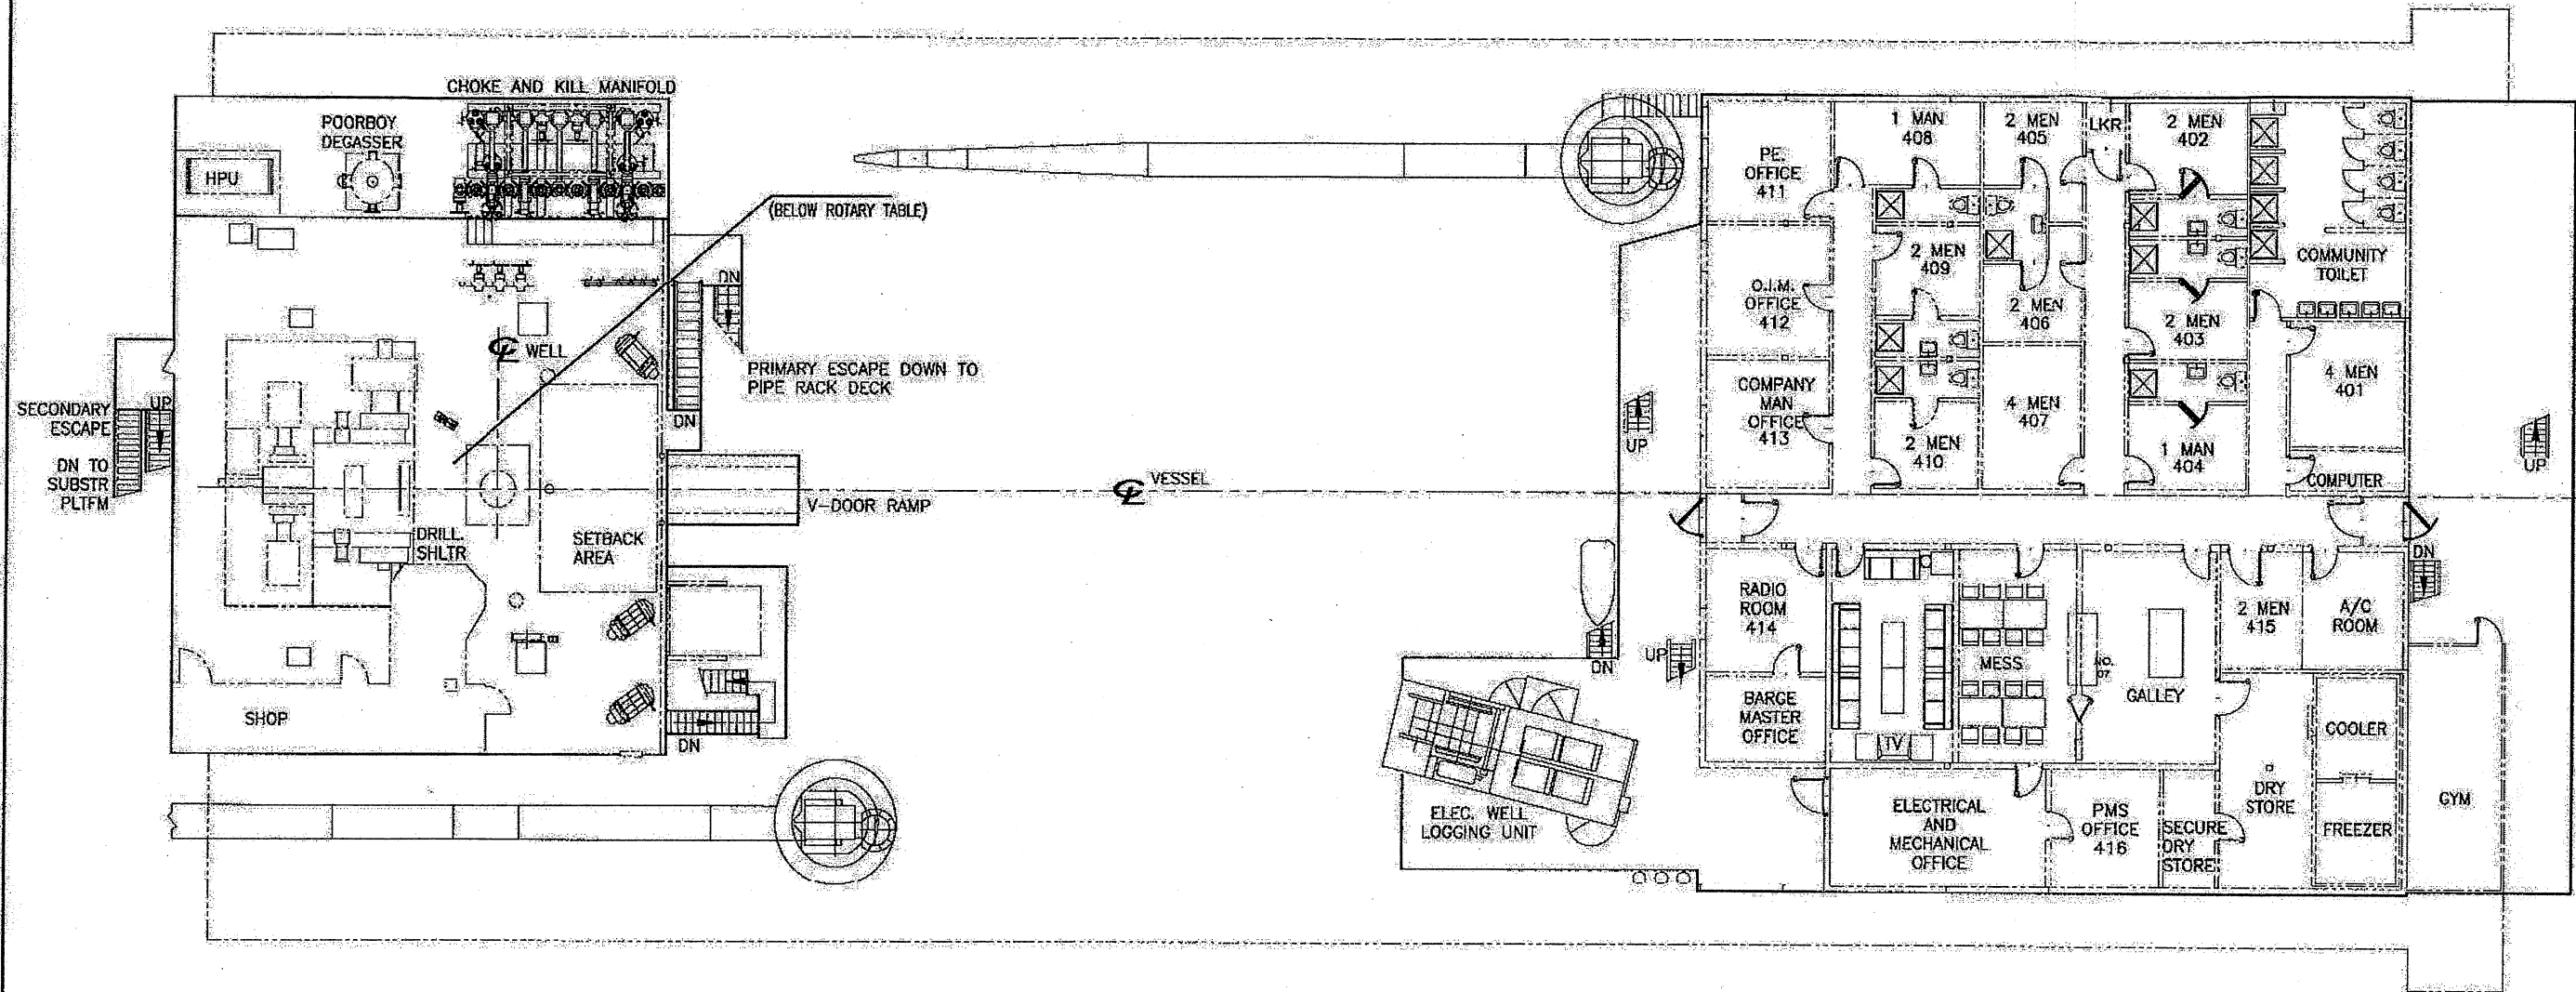 CHOKE AND KILL MANIFOLD
POORBOY
DEGASSER
HPU
(BELOW ROTARY TABLE)
DN
WELL
PRIMARY ESCAPE DOWN TO
PIPE RACK DECK
DN
SECONDARY
ESCAPE
UP
DN TO
SUBSTR
PLTFM
DRILL.
SHLTR
SETBACK
AREA
V-DOOR RAMP
VESSEL
SHOP
DN
PE.
OFFICE
411
1 MAN
408
2 MEN
405
LKR
2 MEN
402
O.I.M.
OFFICE
412
2 MEN
409
2 MEN
406
2 MEN
403
COMMUNITY
TOILET
COMPANY
MAN
OFFICE
413
2 MEN
410
4 MEN
407
1 MAN
404
4 MEN
401
COMPUTER
UP
UP
RADIO
ROOM
414
MESS
NO.
07
GALLEY
2 MEN
415
A/C
ROOM
DN
DN
UP
BARGE
MASTER
OFFICE
TV
COOLER
DRY
STORE
FREEZER
GYM
ELEC. WELL
LOGGING UNIT
ELECTRICAL
AND
MECHANICAL
OFFICE
PMS
OFFICE
416
SECURE
DRY
STORE